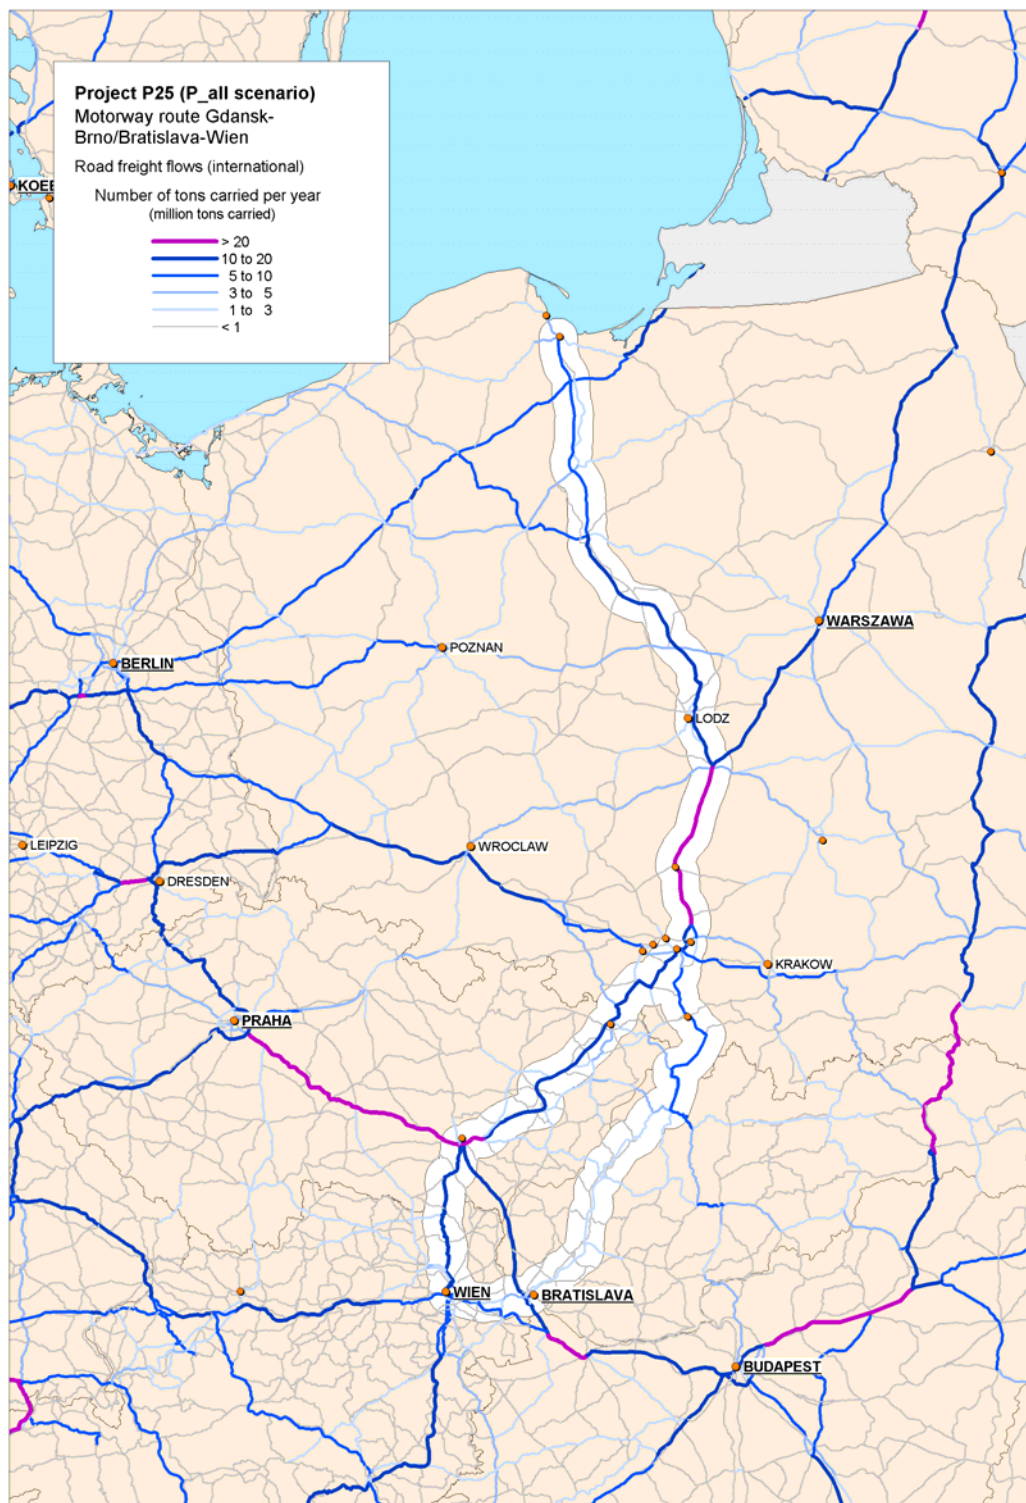 Project P25 (P_all scenario)
Motorway route Gdansk-
Brno/Bratislava-Wien
Road freight flows (international)
Number of tons carried per year
(million tons carried)
> 20
10 to 20
5 to 10
3 to 5
1 to 3
< 1
KOE
WARSZAWA
POZNAN
BERLIN
LODZ
LEIPZIG
WROCLAW
DRESDEN
KRAKOW
PRAHA
WIEN
BRATISLAVA
BUDAPEST